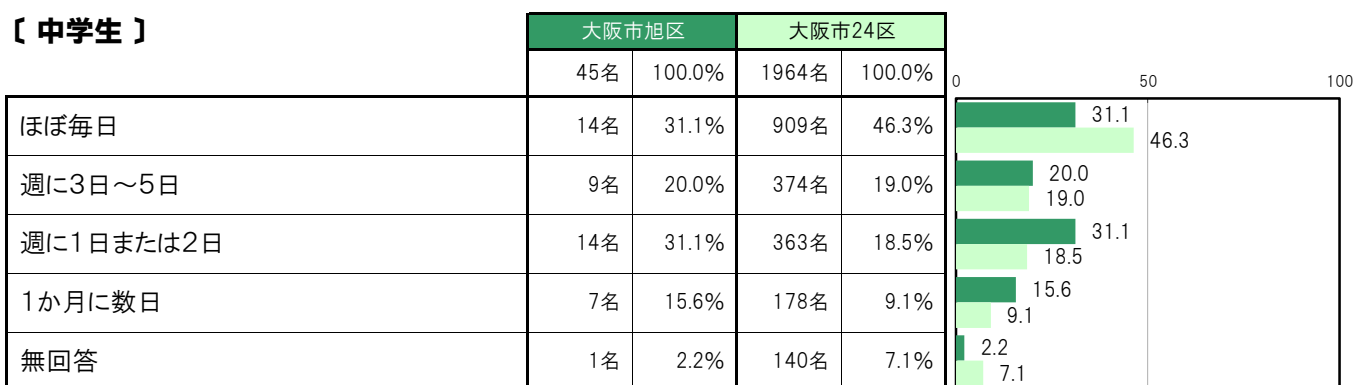 〔 中学生 〕
大阪市旭区 大阪市24区
45名 100.0% 1964名 100.0%
0 50 100
ほぼ毎日 14名 31.1% 909名 46.3% 31.1
46.3
週に3日～5日 9名 20.0% 374名 19.0% 20.0
19.0
週に1日または2日 14名 31.1% 363名 18.5% 31.1
18.5
1か月に数日 7名 15.6% 178名 9.1% 15.6
9.1
無回答 1名 2.2% 140名 7.1% 2.2
7.1